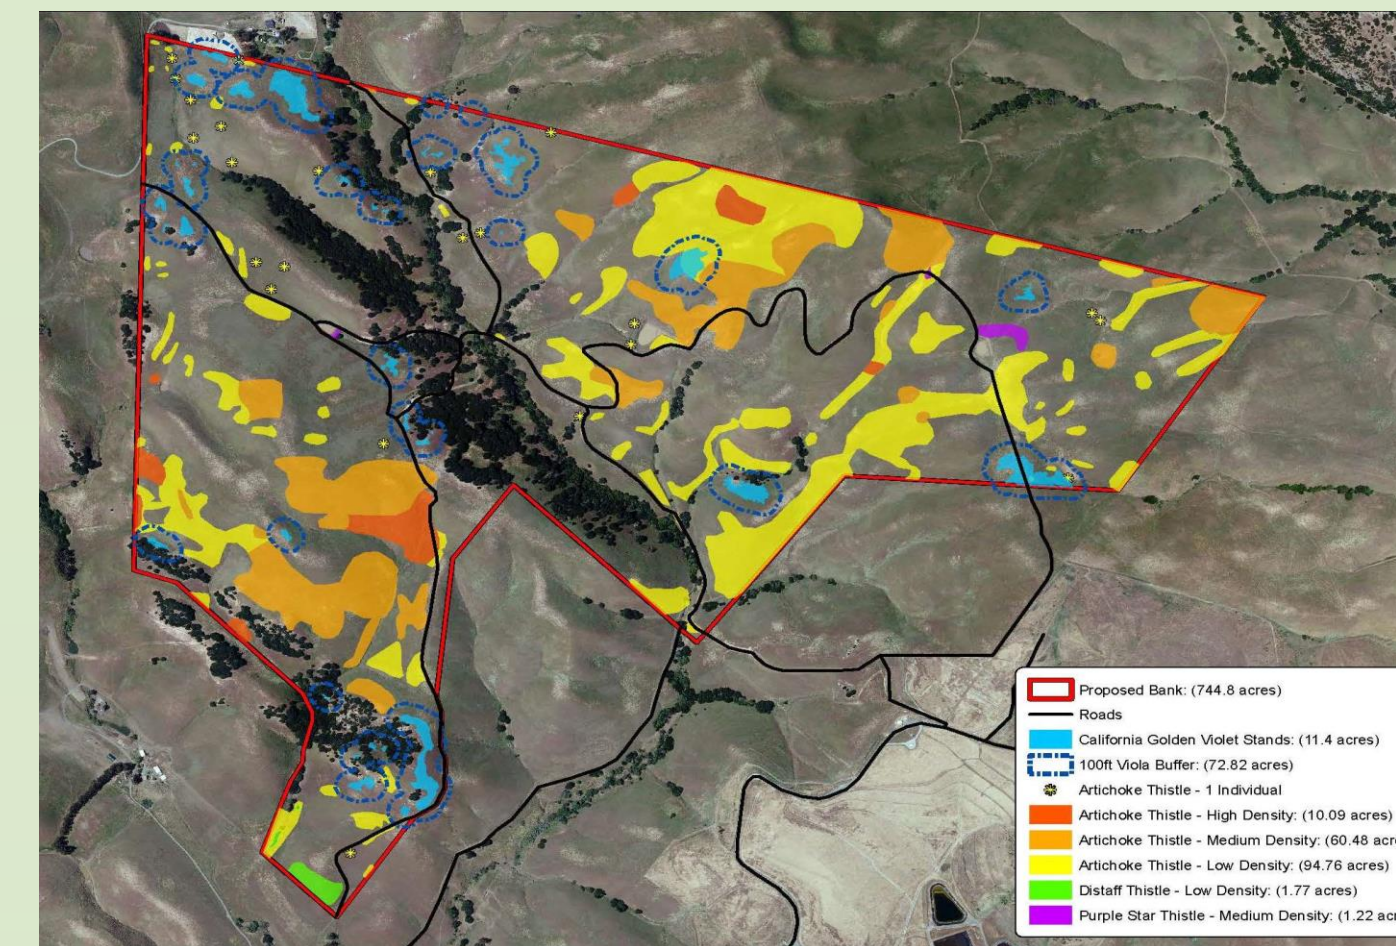 Proposed Bank: (744.8 acres)
Roads
California Golden Violet Stands: (11.4 acres)
100ft Viola Buffer: (72.82 acres)
Artichoke Thistle - 1 Individual
Artichoke Thistle - High Density: (10.09 acres)
Artichoke Thistle - Medium Density: (60.48 acr
Artichoke Thistle - Low Density: (94.76 acres)
Distaff Thistle - Low Density: (1.77 acres)
Purple Star Thistle - Medium Density: (1.22 acr